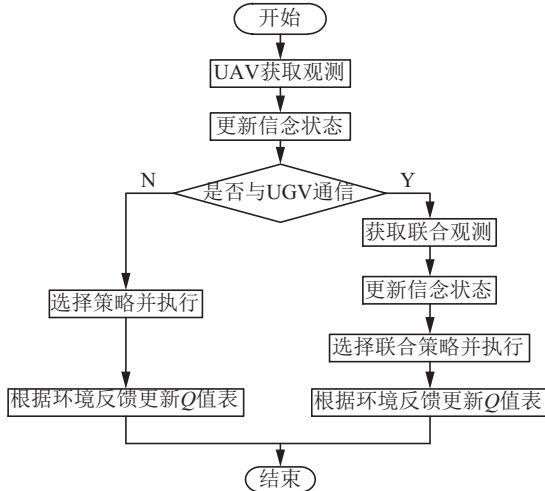 开始
UAV获取观测
更新信念状态
是否与UGV通信
N
Y
获取联合观测
更新信念状态
选择策略并执行
选择联合策略并执行
根据环境反馈更新Q值表
根据环境反馈更新Q值表
结束